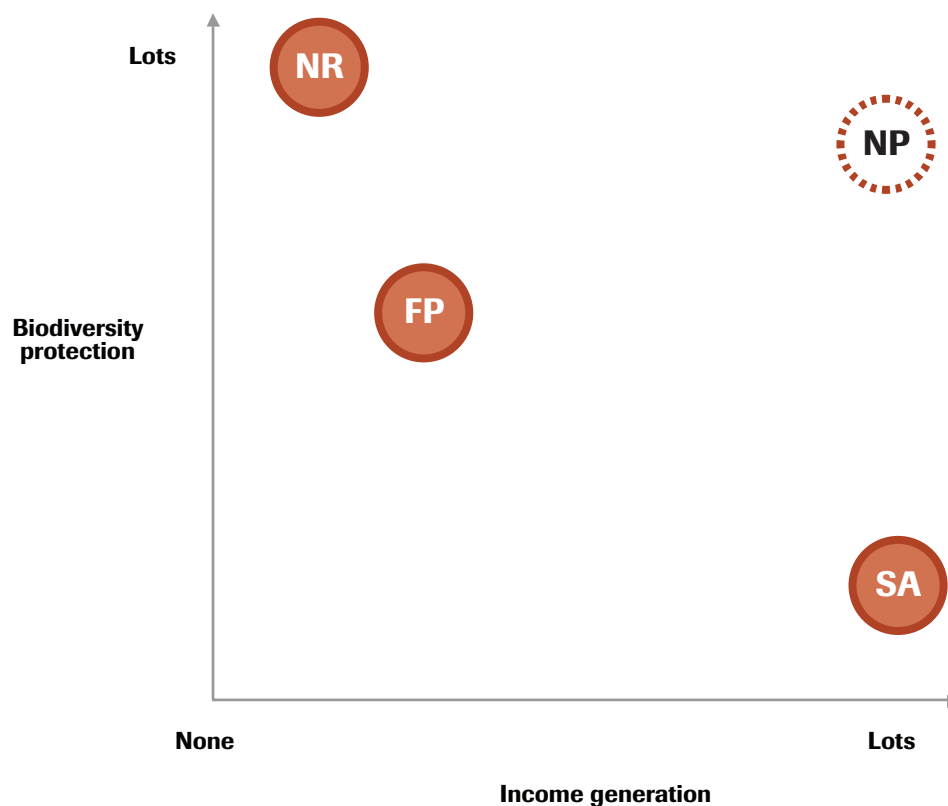 Lots
NR
NP
FP
Biodiversity
protection
SA
None
Lots
Income generation